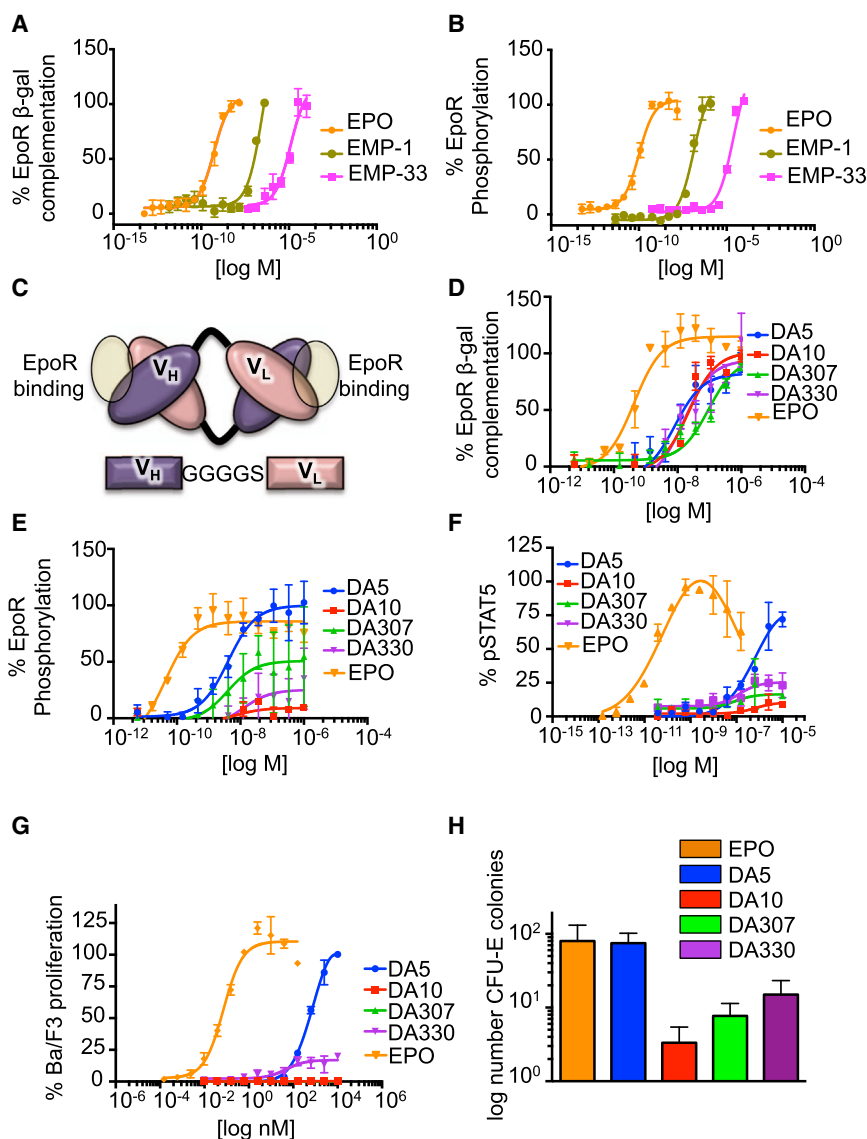 A
% EpoR β-gal
complementation
150
100
50
0
10-15
10-10
10-5
100
[log M]
EPO
EMP-1
EMP-33
B
% EpoR
Phosphorylation
150
100
50
0
10-15
10-10
10-5
100
[log M]
EPO
EMP-1
EMP-33
C
EpoR
binding
VH
VL
EpoR
binding
VH
GGGGS
VL
D
% EpoR β-gal
complementation
150
100
50
0
10-12
10-10
10-8
10-6
10-4
[log M]
DA5
DA10
DA307
DA330
EPO
E
% EpoR
Phosphorylation
150
100
50
0
10-12
10-10
10-8
10-6
10-4
[log M]
DA5
DA10
DA307
DA330
EPO
F
% pSTAT5
125
100
75
50
25
0
10-15
10-13
10-11
10-9
10-7
10-5
[log M]
DA5
DA10
DA307
DA330
EPO
G
% Ba/F3 proliferation
125
100
75
50
25
0
10-6
10-4
10-2
100
102
104
106
[log nM]
DA5
DA10
DA307
DA330
EPO
H
log number CFU-E colonies
102
101
100
EPO
DA5
DA10
DA307
DA330